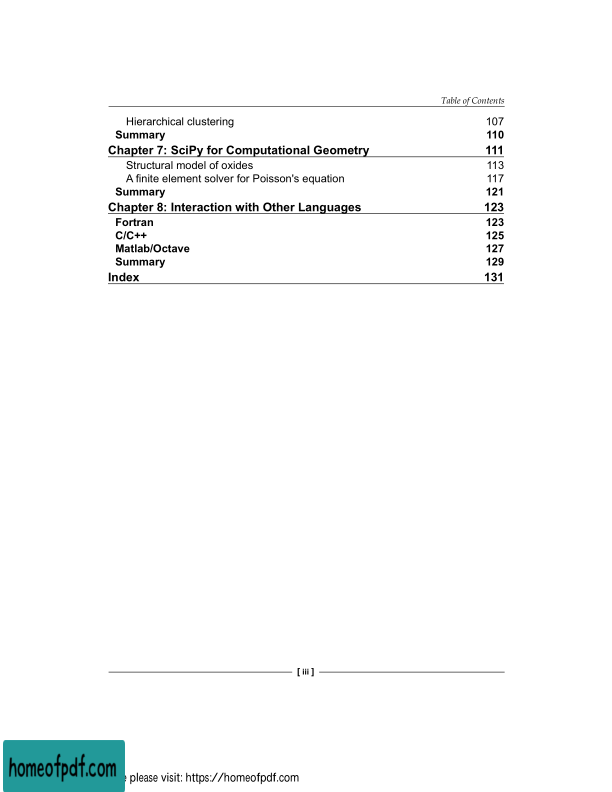 Table of Contents
Hierarchical clustering 107
Summary 110
Chapter 7: SciPy for Computational Geometry 111
Structural model of oxides 113
A finite element solver for Poisson's equation 117
Summary 121
Chapter 8: Interaction with Other Languages 123
Fortran 123
C/C++ 125
Matlab/Octave 127
Summary 129
Index 131
[ iii ]
homeofpdf.com
please visit: https://homeofpdf.com